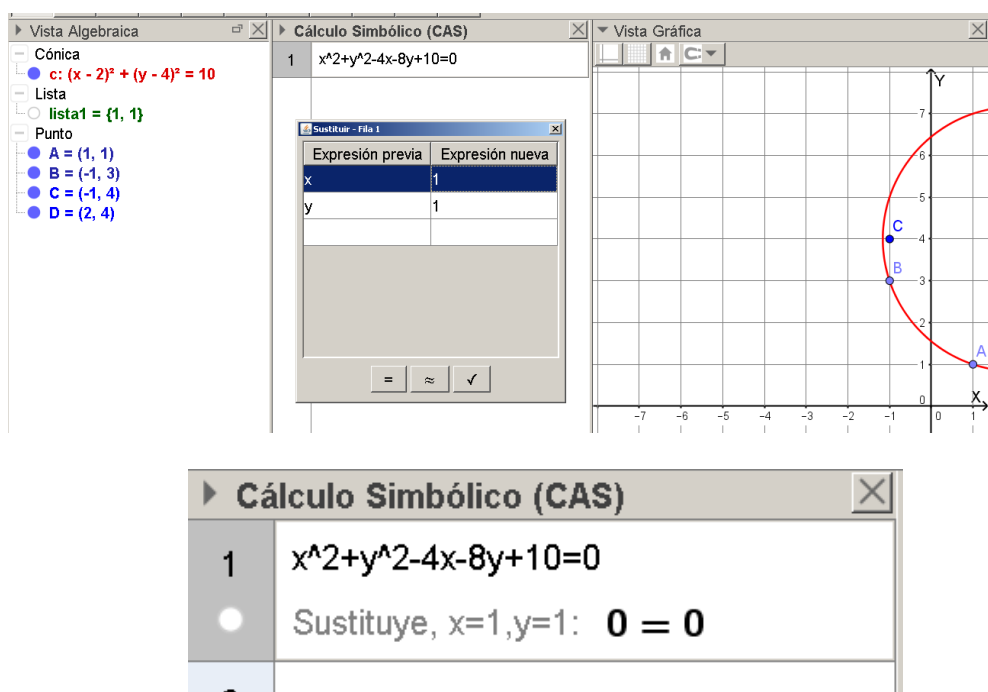 Vista Algebraica
Cónica
c: (x - 2)² + (y - 4)² = 10
Lista
lista1 = {1, 1}
Punto
A = (1, 1)
B = (-1, 3)
C = (-1, 4)
D = (2, 4)
Cálculo Simbólico (CAS)
1 x^2+y^2-4x-8y+10=0
Sustituir - Fila 1
Expresión previa Expresión nueva
x 1
y 1
= ≈ ✓
Vista Gráfica
Y
7
6
5
C
4
B
3
2
A
1
0 X
-7 -6 -5 -4 -3 -2 -1 0 1
Cálculo Simbólico (CAS)
1 x^2+y^2-4x-8y+10=0
Sustituye, x=1,y=1: 0 = 0